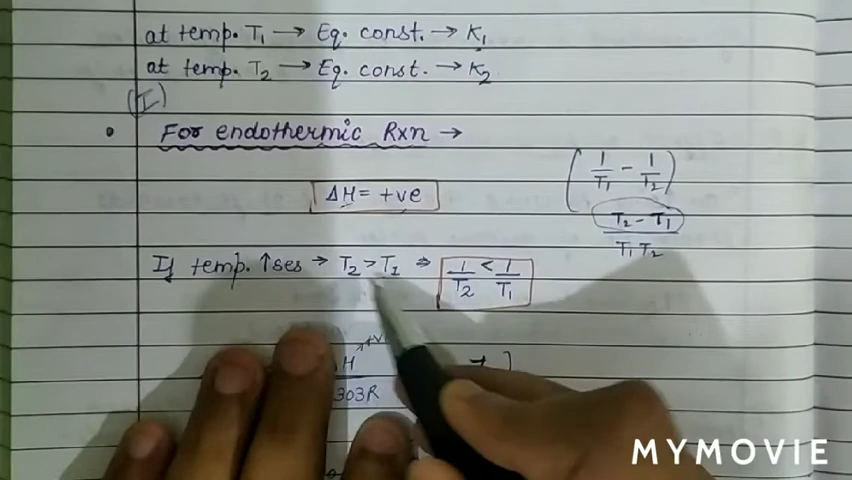 at temp. T₁ → Eq. const. → K₁
at temp. T₂ → Eq. const. → K₂
(I)
• For endothermic Rxn →
ΔH = +ve
(1/T₁ - 1/T₂)
T₂ - T₁ / T₁ T₂
If temp. ↑ses → T₂ > T₁ ⇒ 1/T₂ < 1/T₁
H
303R
MYMOVIE